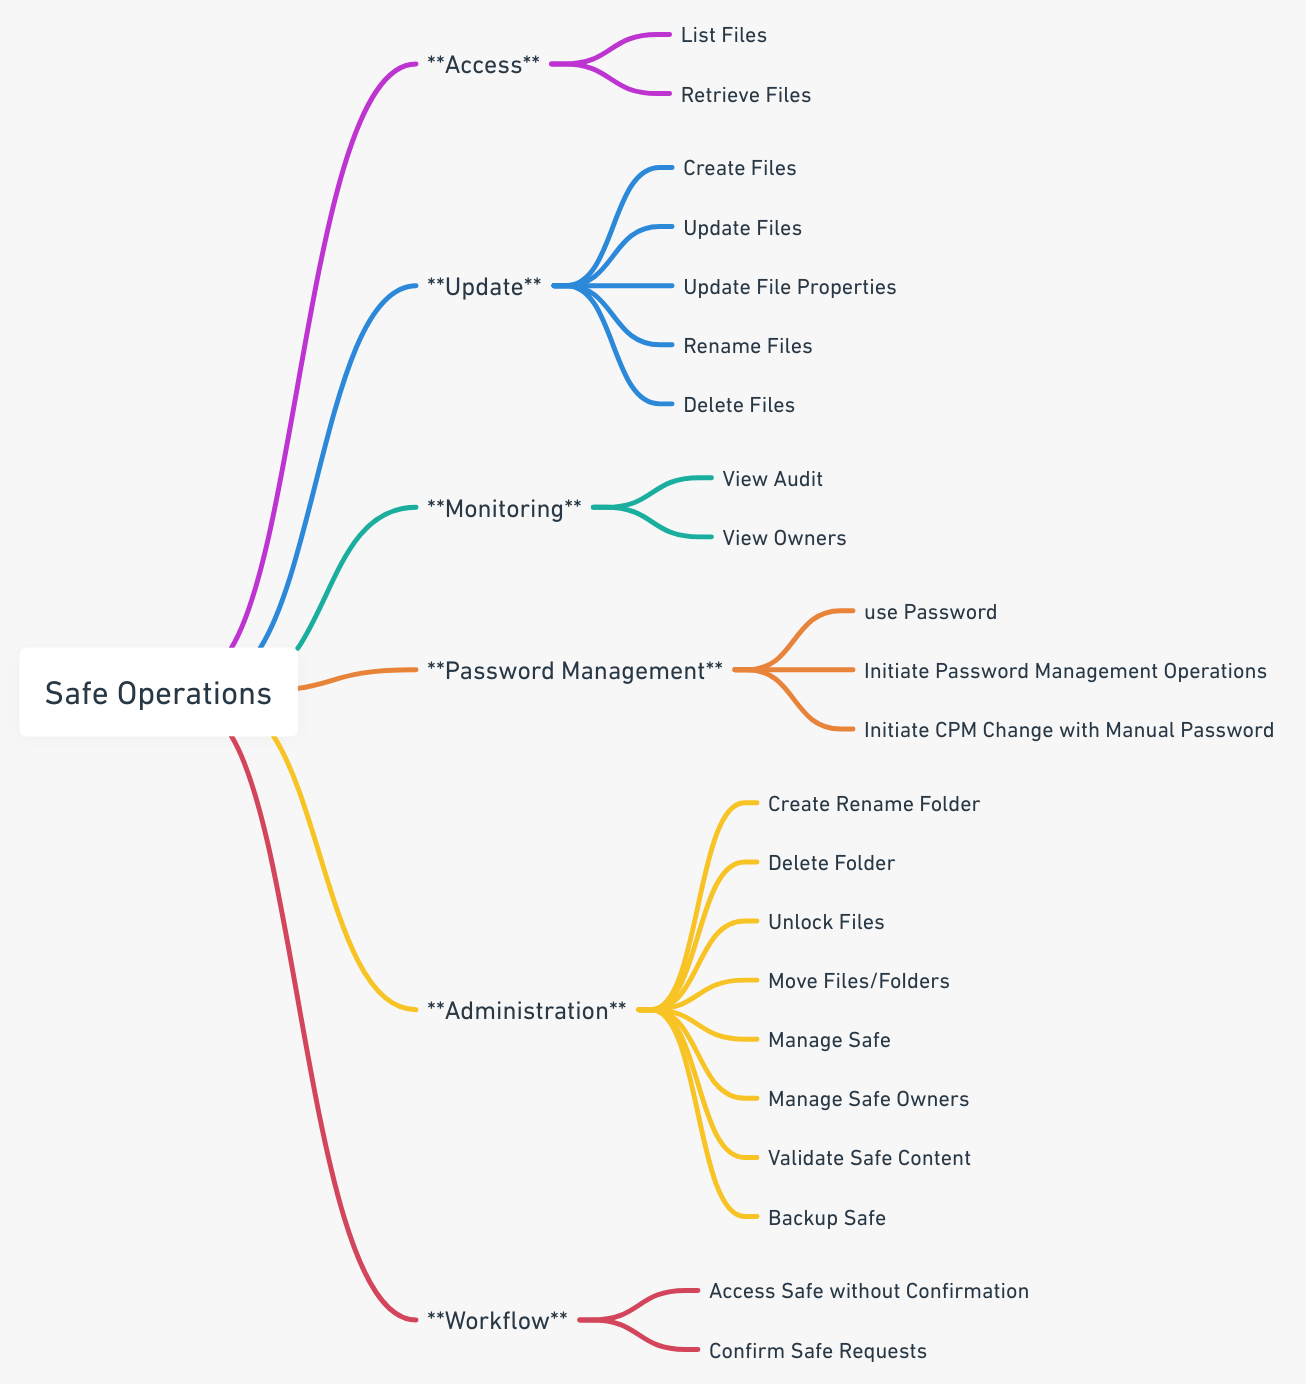 Safe Operations
**Access**
List Files
Retrieve Files
**Update**
Create Files
Update Files
Update File Properties
Rename Files
Delete Files
**Monitoring**
View Audit
View Owners
**Password Management**
use Password
Initiate Password Management Operations
Initiate CPM Change with Manual Password
**Administration**
Create Rename Folder
Delete Folder
Unlock Files
Move Files/Folders
Manage Safe
Manage Safe Owners
Validate Safe Content
Backup Safe
**Workflow**
Access Safe without Confirmation
Confirm Safe Requests